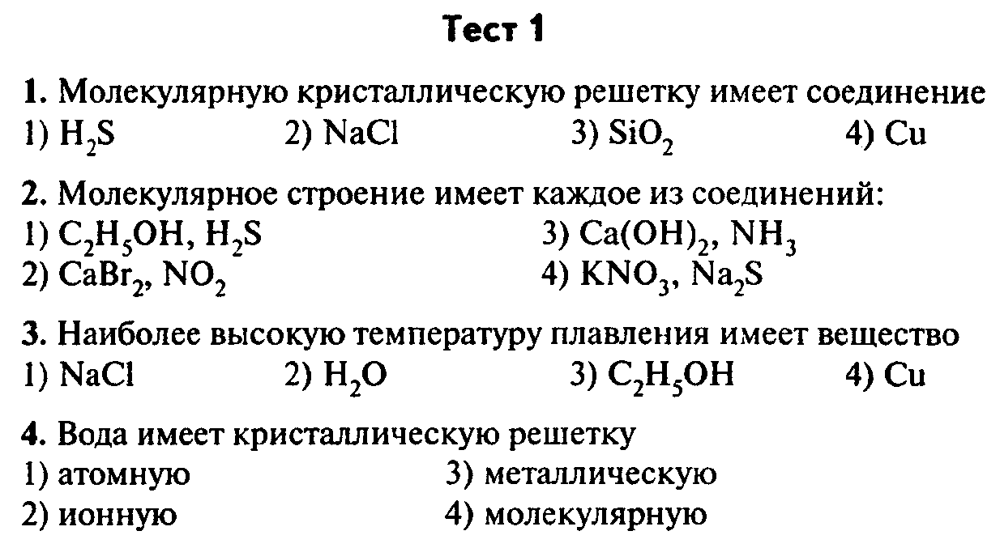 Тест 1
1. Молекулярную кристаллическую решетку имеет соединение
1) H₂S 2) NaCl 3) SiO₂ 4) Cu
2. Молекулярное строение имеет каждое из соединений:
1) C₂H₅OH, H₂S 3) Ca(OH)₂, NH₃
2) CaBr₂, NO₂ 4) KNO₃, Na₂S
3. Наиболее высокую температуру плавления имеет вещество
1) NaCl 2) H₂O 3) C₂H₅OH 4) Cu
4. Вода имеет кристаллическую решетку
1) атомную 3) металлическую
2) ионную 4) молекулярную